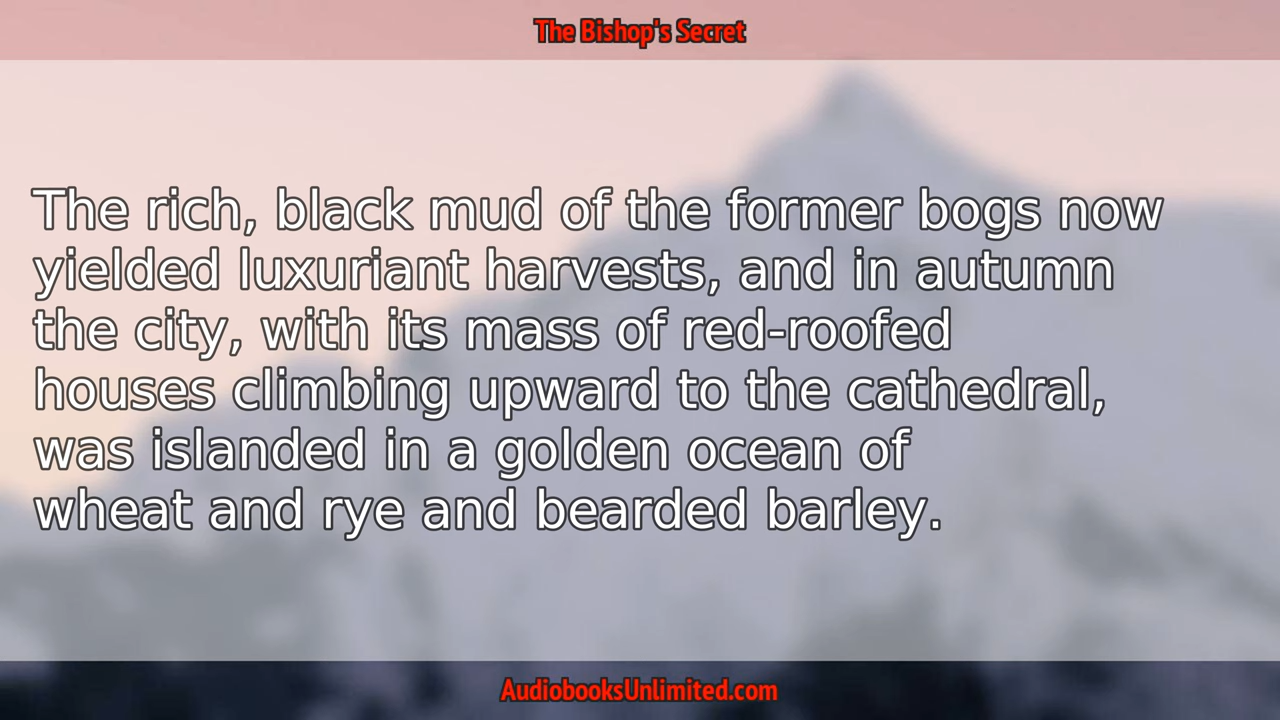 The Bishop's Secret
The rich, black mud of the former bogs now
yielded luxuriant harvests, and in autumn
the city, with its mass of red-roofed
houses climbing upward to the cathedral,
was islanded in a golden ocean of
wheat and rye and bearded barley.
AudiobooksUnlimited.com